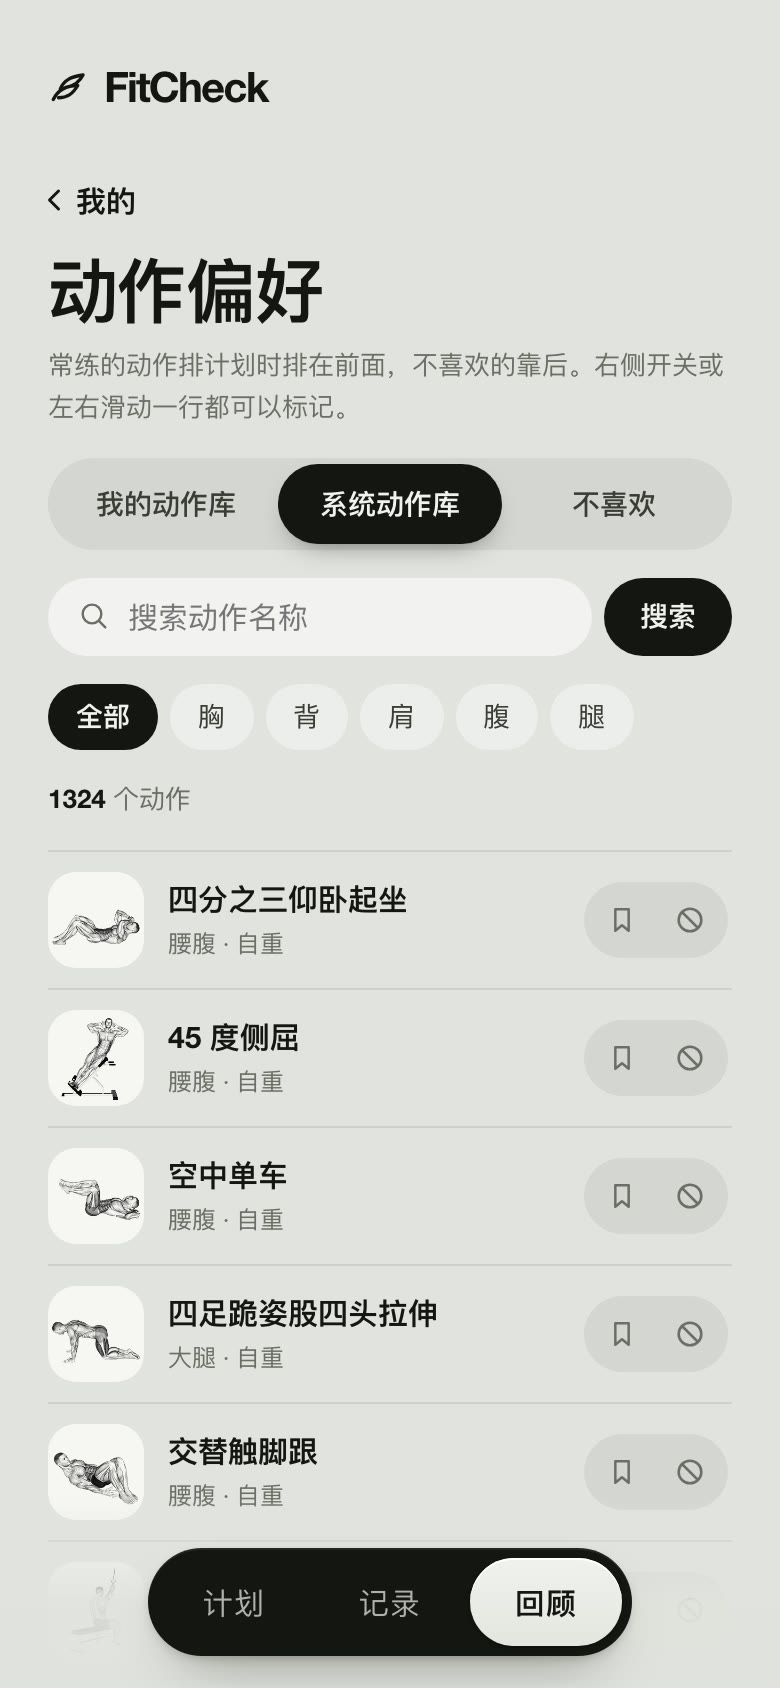 FitCheck
我的
动作偏好
常练的动作排计划时排在前面，不喜欢的靠后。右侧开关或
左右滑动一行都可以标记。
我的动作库 系统动作库 不喜欢
搜索动作名称 搜索
全部 胸 背 肩 腹 腿
1324 个动作
四分之三仰卧起坐
腰腹 · 自重
45 度侧屈
腰腹 · 自重
空中单车
腰腹 · 自重
四足跪姿股四头拉伸
大腿 · 自重
交替触脚跟
腰腹 · 自重
计划 记录 回顾